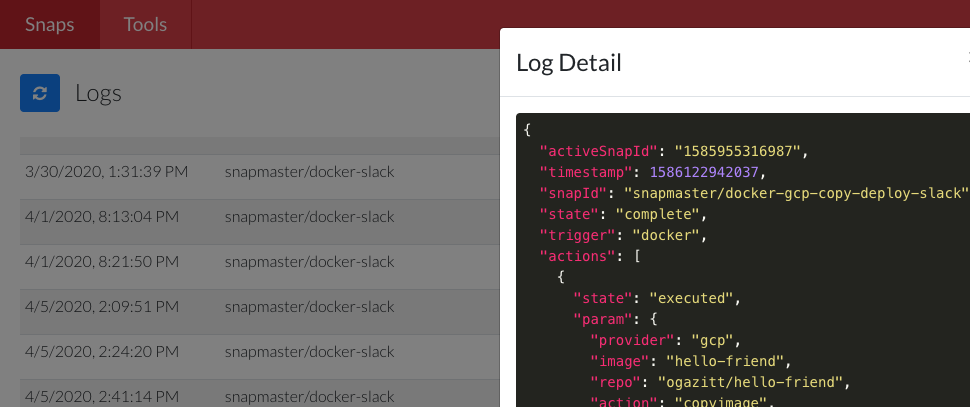 Snaps Tools
Logs
3/30/2020, 1:31:39 PM snapmaster/docker-slack
4/1/2020, 8:13:04 PM snapmaster/docker-slack
4/1/2020, 8:21:50 PM snapmaster/docker-slack
4/5/2020, 2:09:51 PM snapmaster/docker-slack
4/5/2020, 2:24:20 PM snapmaster/docker-slack
4/5/2020, 2:41:14 PM snapmaster/docker-slack
Log Detail
{
"activeSnapId": "1585955316987",
"timestamp": 1586122942037,
"snapId": "snapmaster/docker-gcp-copy-deploy-slack"
"state": "complete",
"trigger": "docker",
"actions": [
{
"state": "executed",
"param": {
"provider": "gcp",
"image": "hello-friend",
"repo": "ogazitt/hello-friend",
"action": "copyimage",